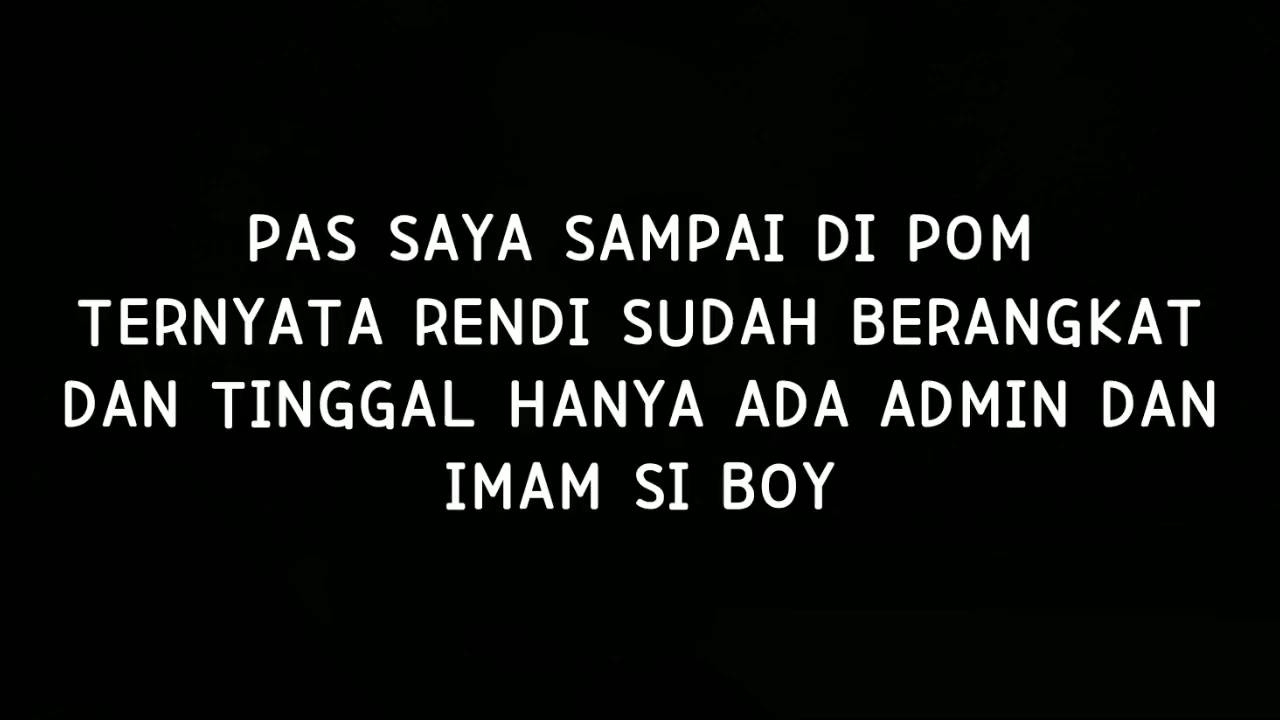 PAS SAYA SAMPAI DI POM
TERNYATA RENDI SUDAH BERANGKAT
DAN TINGGAL HANYA ADA ADMIN DAN
IMAM SI BOY